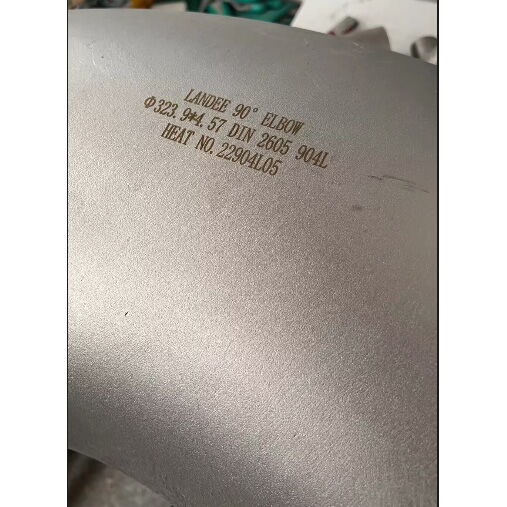 LANDEE 90° ELBOW
Φ323.9*4.57 DIN 2605 904L
HEAT NO.22904L05